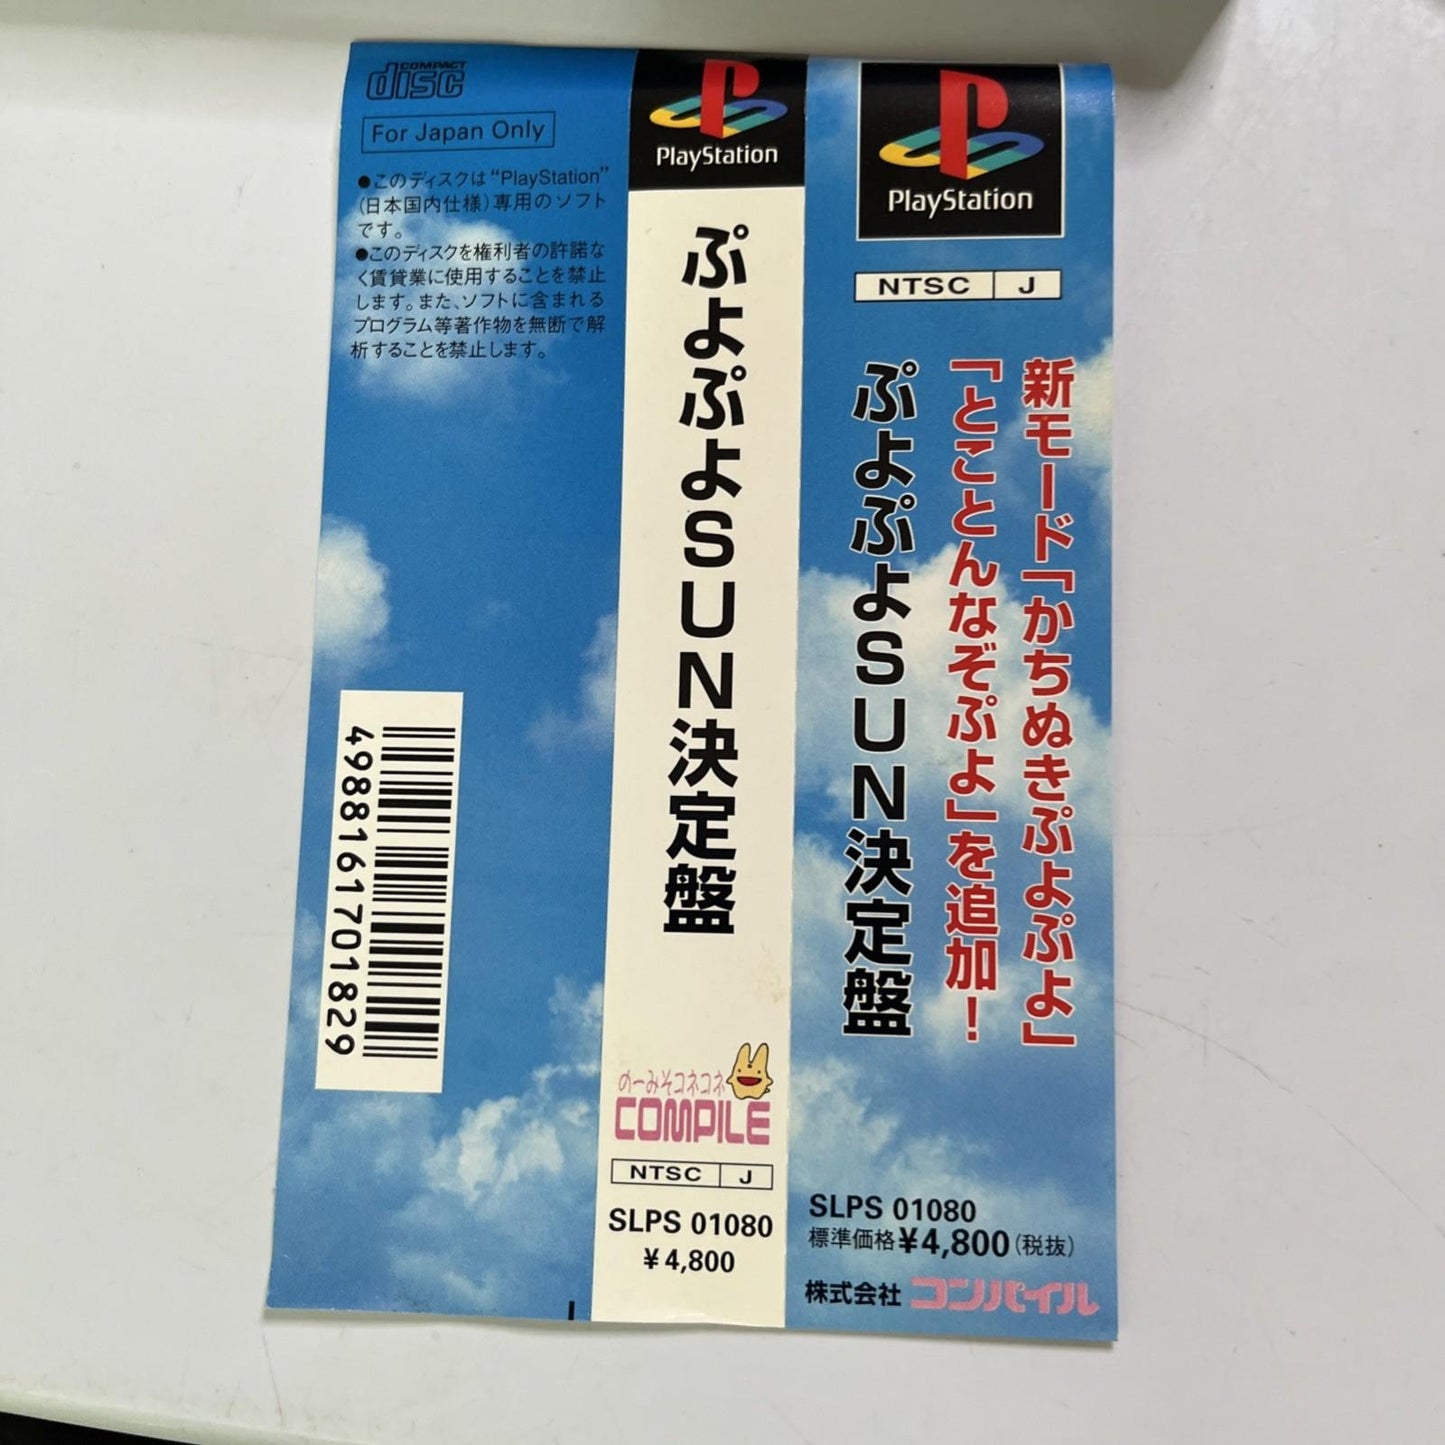 COMPACT
disc
For Japan Only
●このディスクは“PlayStation”
(日本国内仕様)専用のソフト
です。
●このディスクを権利者の許諾な
く賃貸業に使用することを禁止
します。また、ソフトに含まれる
プログラム等著作物を無断で解
析することを禁止します。
4988161701829
PlayStation
ぷよぷよSUN決定盤
のーみそコネコネ
COMPILE
NTSC J
SLPS 01080
¥4,800
PlayStation
NTSC J
新モード「かちぬきぷよぷよ」
「とことんなぞぷよ」を追加!
ぷよぷよSUN決定盤
SLPS 01080
標準価格¥4,800(税抜)
株式会社 コンパイル